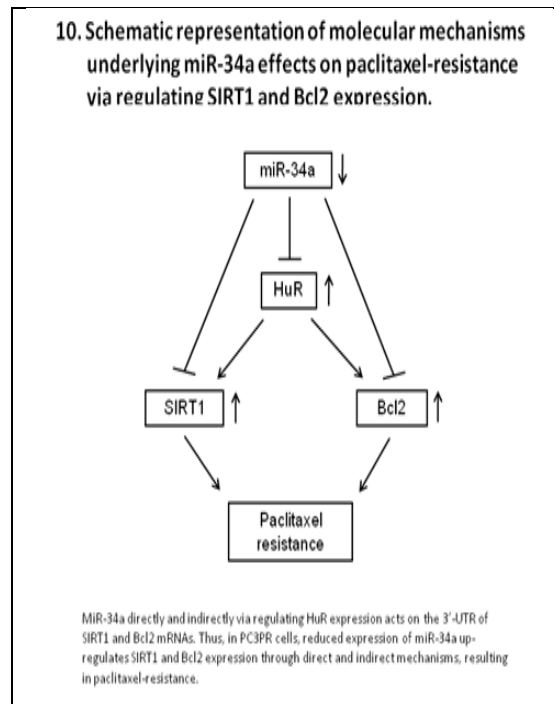 10. Schematic representation of molecular mechanisms
underlying miR-34a effects on paclitaxel-resistance
via regulating SIRT1 and Bcl2 expression.
miR-34a ↓
HuR ↑
SIRT1 ↑
Bcl2 ↑
Paclitaxel
resistance
MiR-34a directly and indirectly via regulating HuR expression acts on the 3'-UTR of
SIRT1 and Bcl2 mRNAs. Thus, in PC3PR cells, reduced expression of miR-34a up-
regulates SIRT1 and Bcl2 expression through direct and indirect mechanisms, resulting
in paclitaxel-resistance.